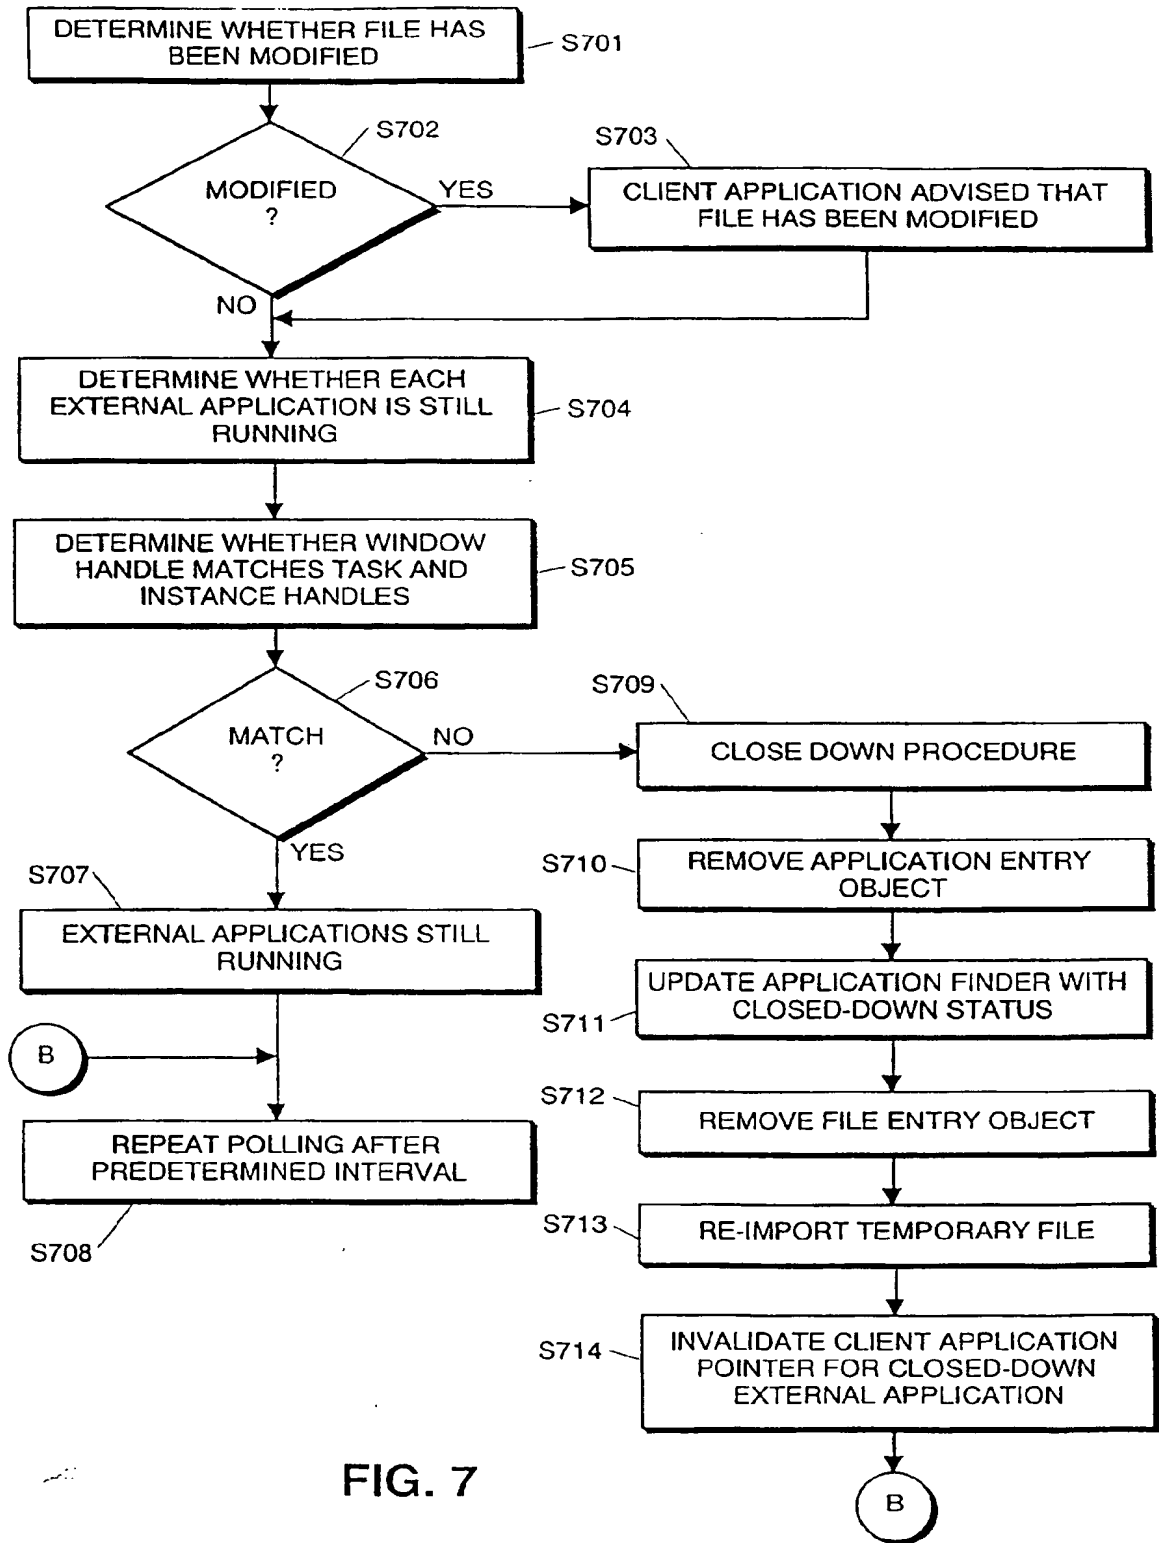 DETERMINE WHETHER FILE HAS
BEEN MODIFIED
S701
S702
MODIFIED
?
YES
NO
S703
CLIENT APPLICATION ADVISED THAT
FILE HAS BEEN MODIFIED
DETERMINE WHETHER EACH
EXTERNAL APPLICATION IS STILL
RUNNING
S704
DETERMINE WHETHER WINDOW
HANDLE MATCHES TASK AND
INSTANCE HANDLES
S705
S706
MATCH
?
NO
YES
S707
EXTERNAL APPLICATIONS STILL
RUNNING
B
REPEAT POLLING AFTER
PREDETERMINED INTERVAL
S708
S709
CLOSE DOWN PROCEDURE
S710
REMOVE APPLICATION ENTRY
OBJECT
UPDATE APPLICATION FINDER WITH
CLOSED-DOWN STATUS
S711
S712
REMOVE FILE ENTRY OBJECT
S713
RE-IMPORT TEMPORARY FILE
S714
INVALIDATE CLIENT APPLICATION
POINTER FOR CLOSED-DOWN
EXTERNAL APPLICATION
B
FIG. 7